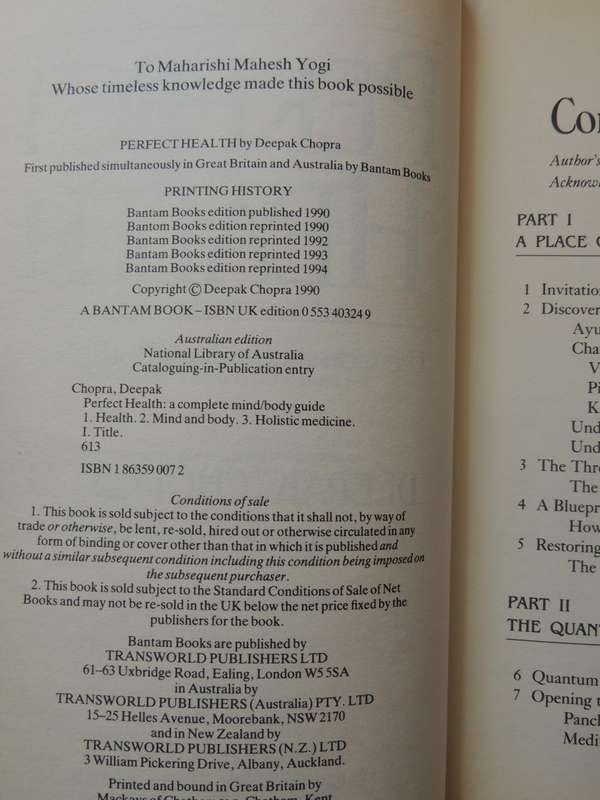 To Maharishi Mahesh Yogi
Whose timeless knowledge made this book possible
PERFECT HEALTH by Deepak Chopra
First published simultaneously in Great Britain and Australia by Bantam Books
PRINTING HISTORY
Bantam Books edition published 1990
Bantom Books edition reprinted 1990
Bantam Books edition reprinted 1992
Bantam Books edition reprinted 1993
Bantam Books edition reprinted 1994
Copyright © Deepak Chopra 1990
A BANTAM BOOK – ISBN UK edition 0 553 40324 9
Australian edition
National Library of Australia
Cataloguing-in-Publication entry
Chopra, Deepak
Perfect Health: a complete mind/body guide
1. Health. 2. Mind and body. 3. Holistic medicine.
I. Title.
613
ISBN 1 86359 007 2
Conditions of sale
1. This book is sold subject to the conditions that it shall not, by way of
trade or otherwise, be lent, re-sold, hired out or otherwise circulated in any
form of binding or cover other than that in which it is published and
without a similar subsequent condition including this condition being imposed on
the subsequent purchaser.
2. This book is sold subject to the Standard Conditions of Sale of Net
Books and may not be re-sold in the UK below the net price fixed by the
publishers for the book.
Bantam Books are published by
TRANSWORLD PUBLISHERS LTD
61–63 Uxbridge Road, Ealing, London W5 5SA
in Australia by
TRANSWORLD PUBLISHERS (Australia) PTY. LTD
15–25 Helles Avenue, Moorebank, NSW 2170
and in New Zealand by
TRANSWORLD PUBLISHERS (N.Z.) LTD
3 William Pickering Drive, Albany, Auckland.
Printed and bound in Great Britain by
Con
Author's
Acknow
PART I
A PLACE
1 Invitation
2 Discover
Ayu
Cha
V
Pi
K
Und
Und
3 The Thre
The
4 A Bluepr
How
5 Restoring
The
PART II
THE QUANT
6 Quantum
7 Opening t
Panch
Medi